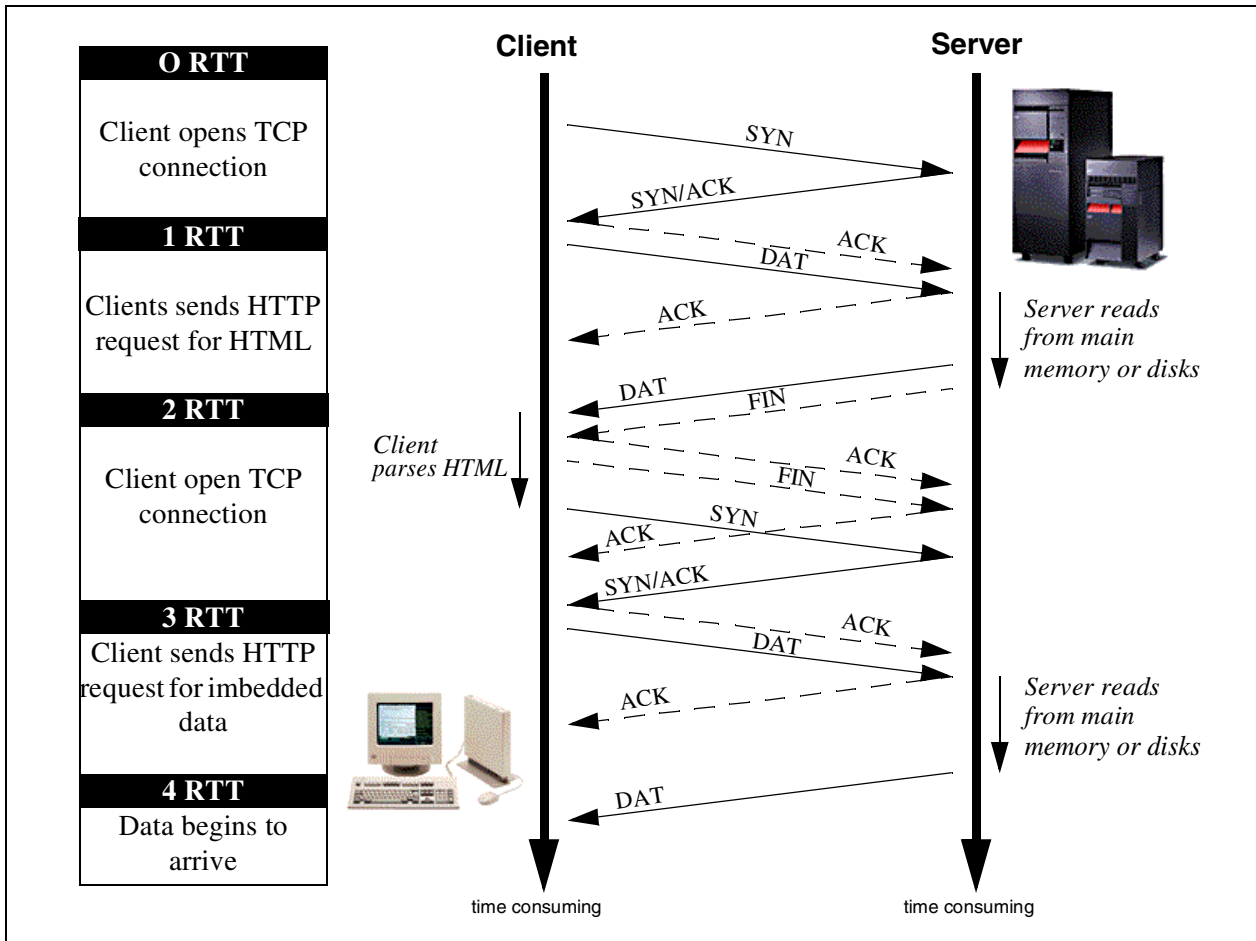 O RTT
Client opens TCP
connection
1 RTT
Clients sends HTTP
request for HTML
2 RTT
Client open TCP
connection
3 RTT
Client sends HTTP
request for imbedded
data
4 RTT
Data begins to
arrive
Client
Server
SYN
SYN/ACK
ACK
DAT
ACK
Server reads
from main
memory or disks
DAT
FIN
Client
parses HTML
ACK
FIN
SYN
ACK
SYN/ACK
ACK
DAT
ACK
Server reads
from main
memory or disks
DAT
time consuming
time consuming